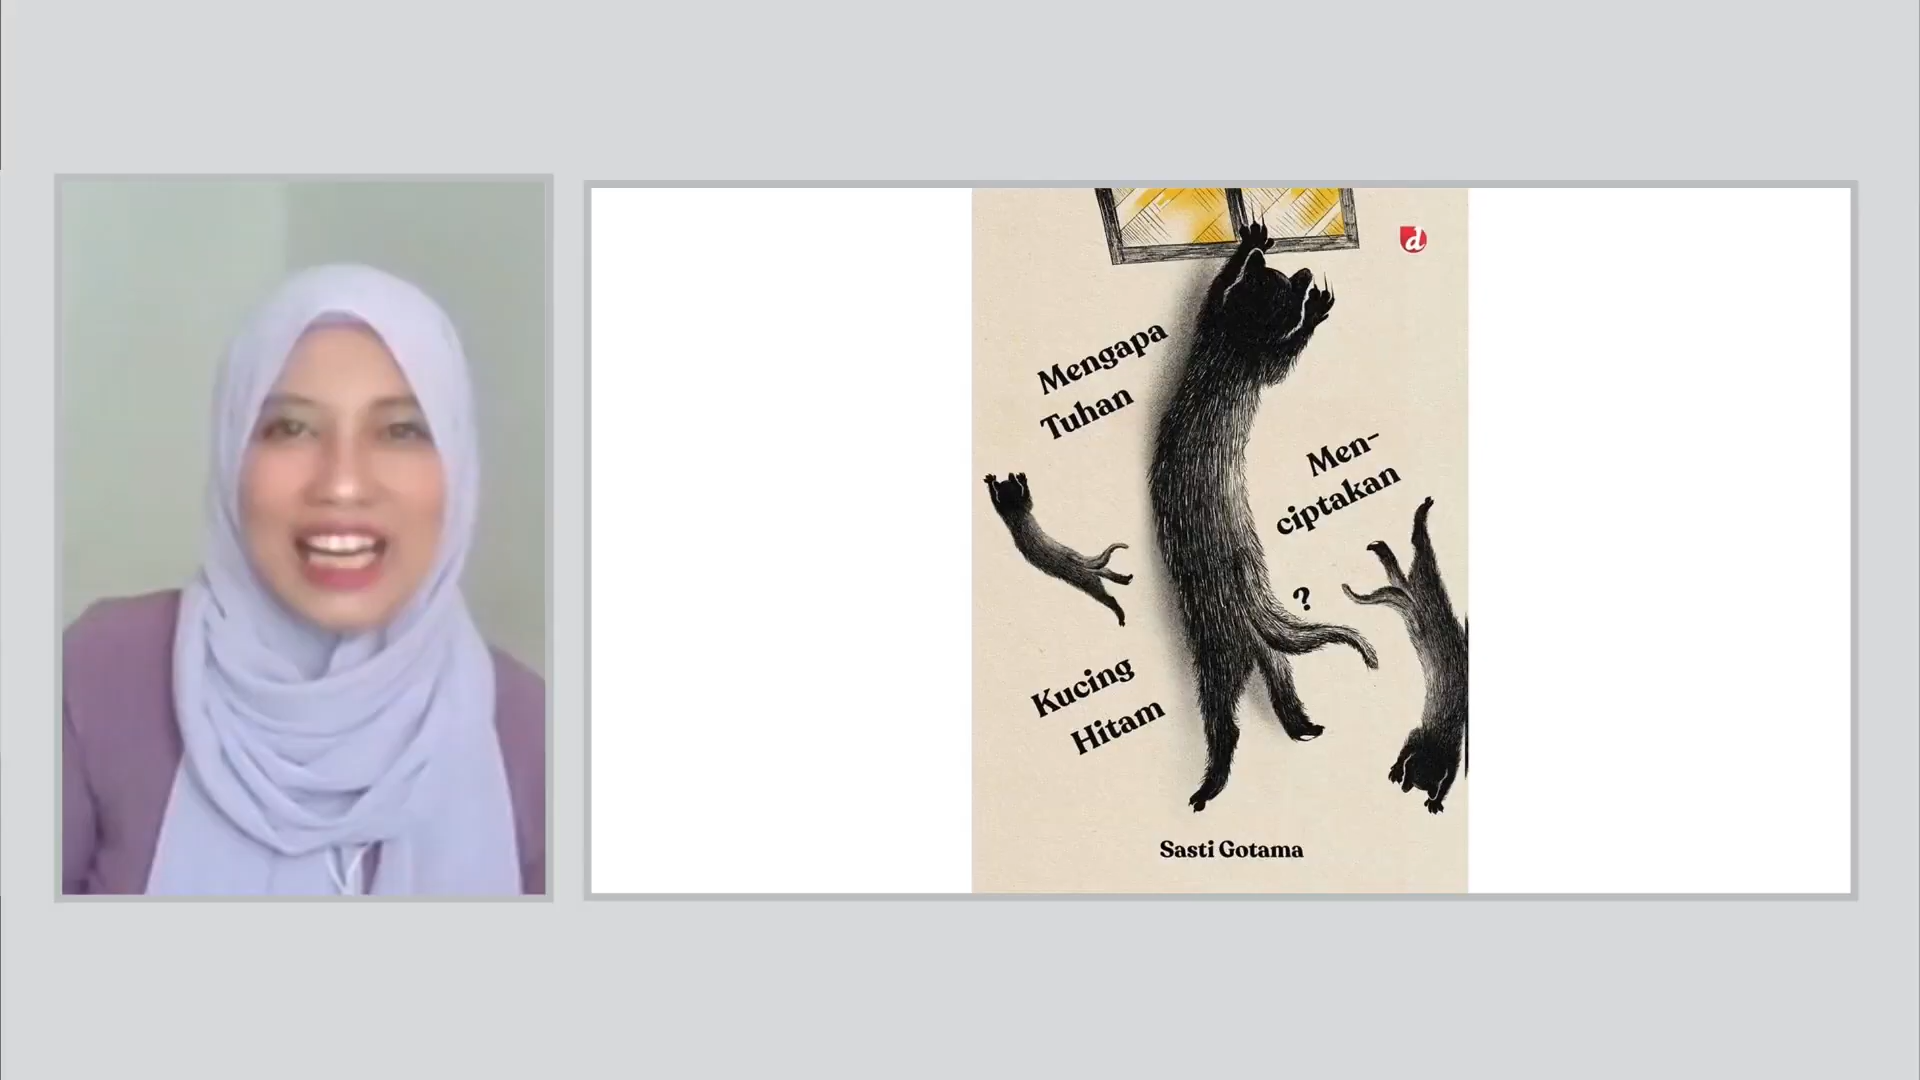 d
Mengapa
Tuhan
Men-
ciptakan
?
Kucing
Hitam
Sasti Gotama